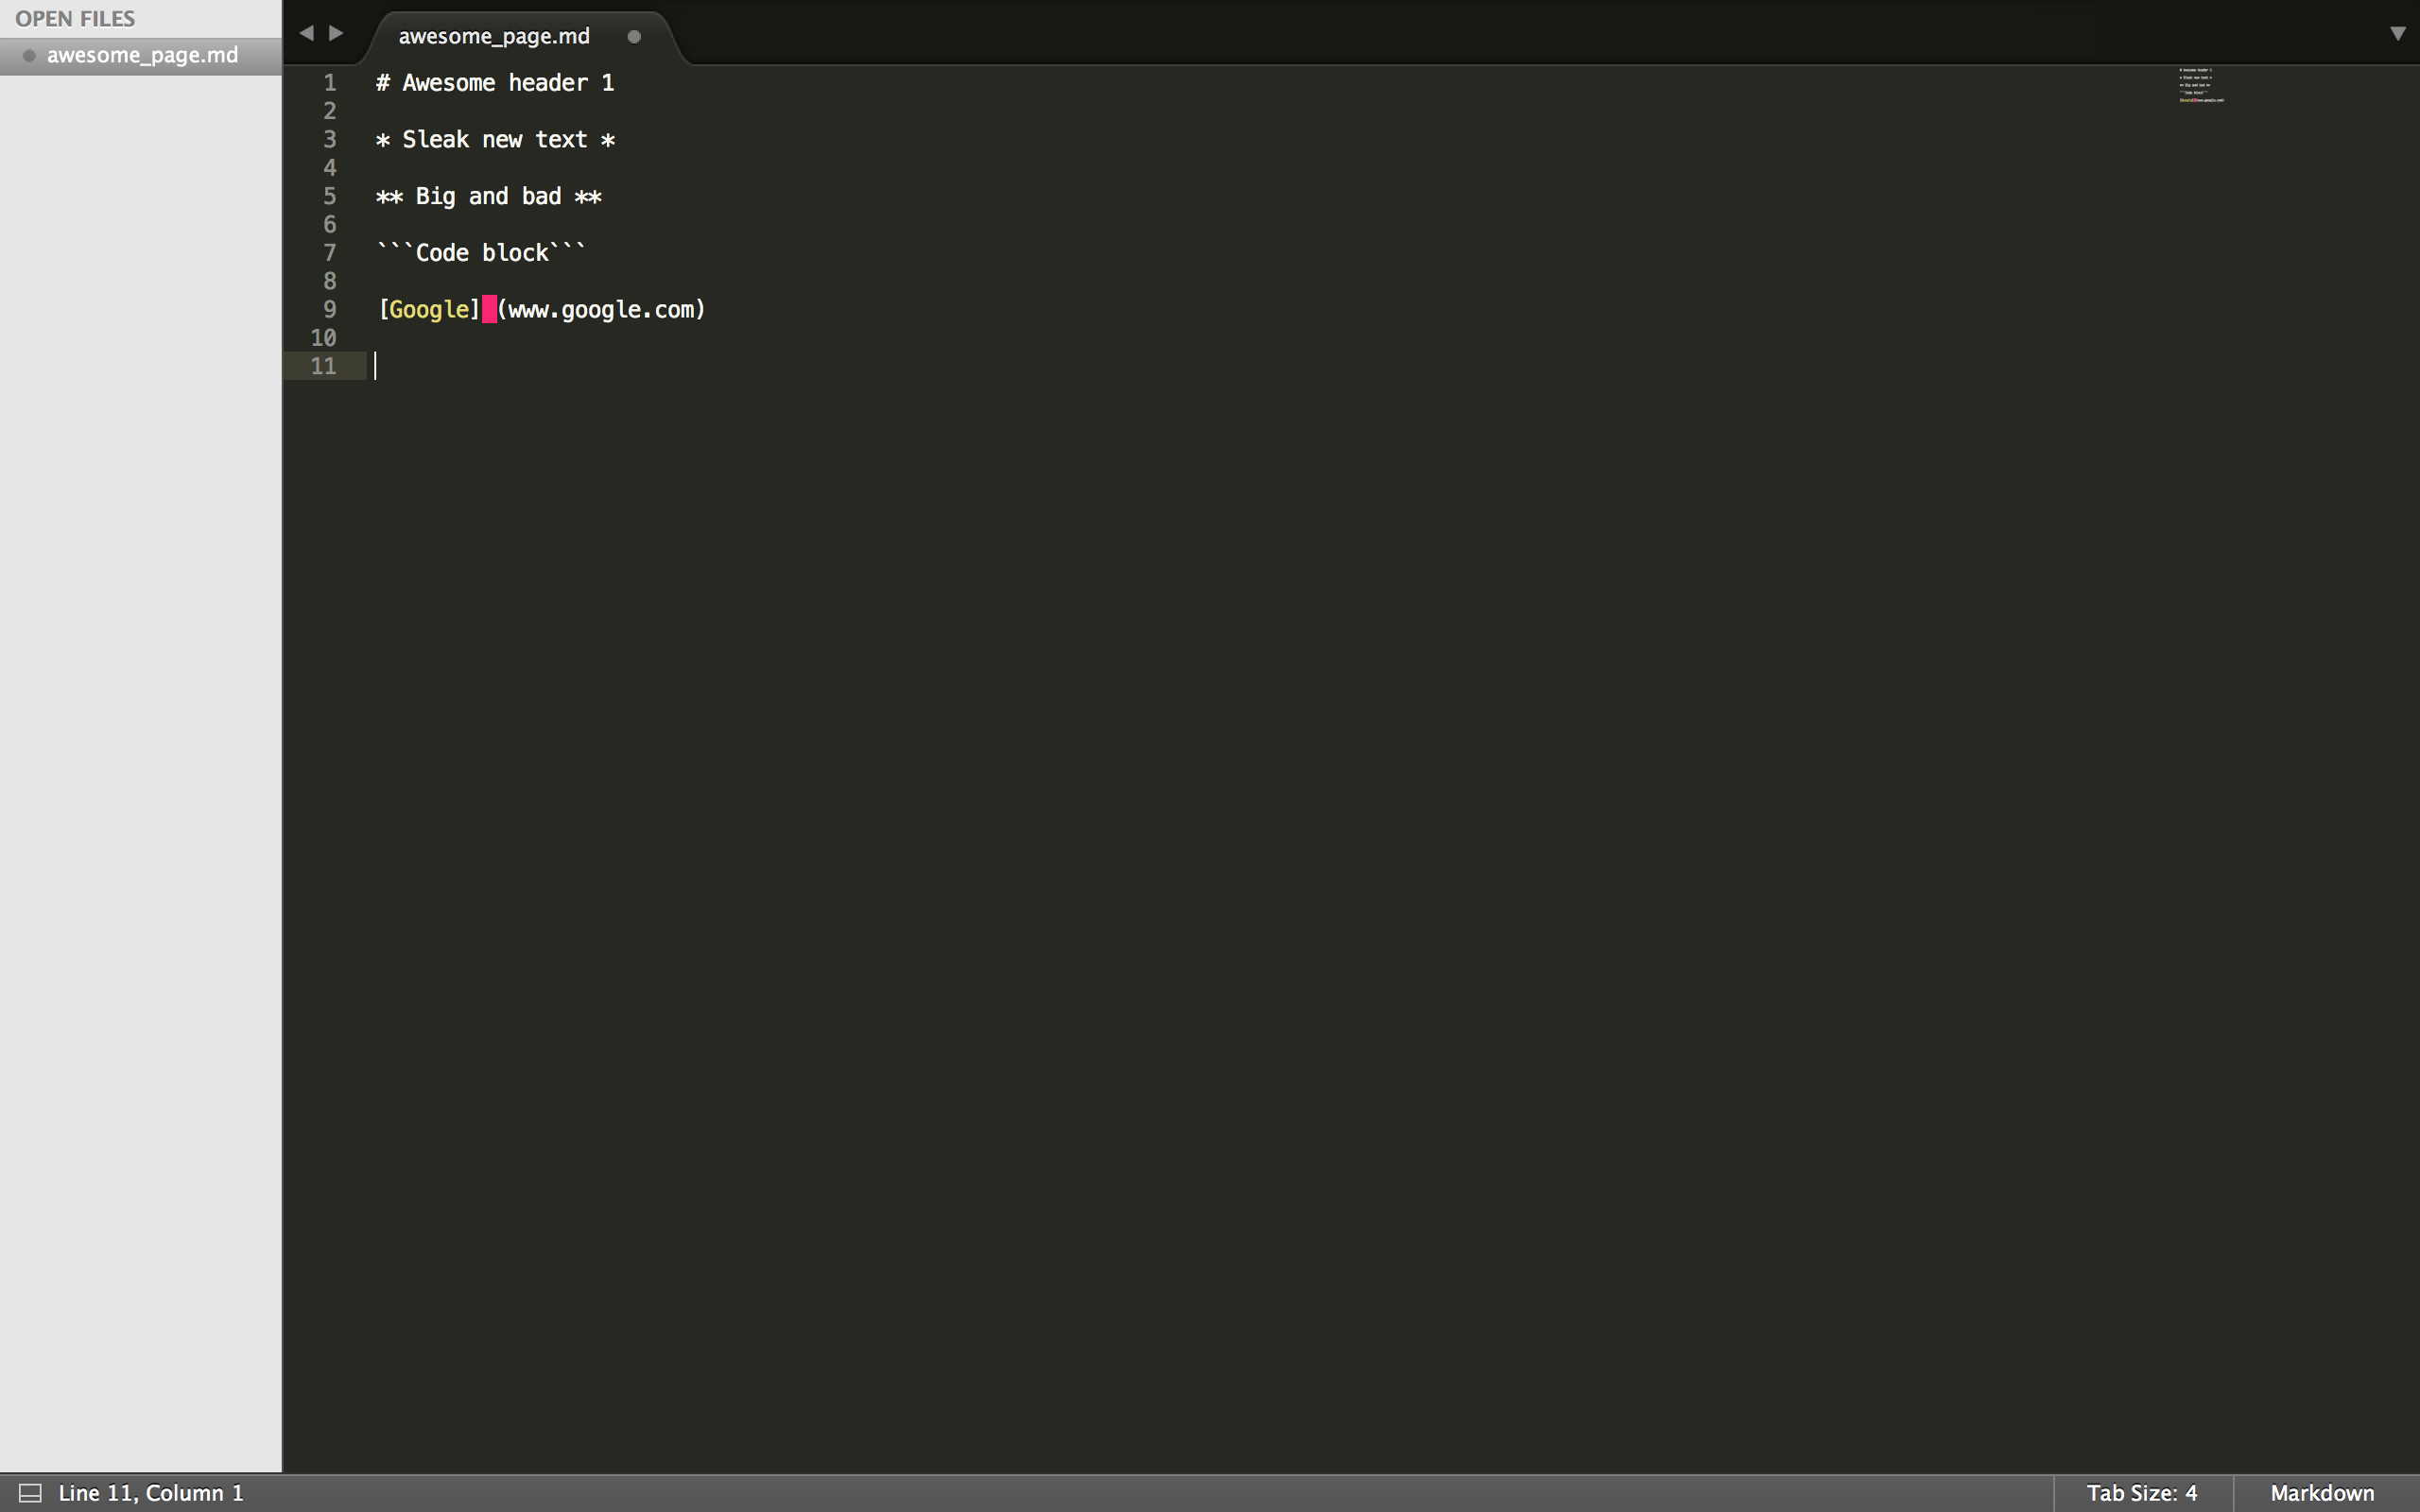 OPEN FILES
awesome_page.md
awesome_page.md
1 # Awesome header 1
2
3 * Sleak new text *
4
5 ** Big and bad **
6
7 ```Code block```
8
9 [Google] (www.google.com)
10
11
Line 11, Column 1
Tab Size: 4
Markdown